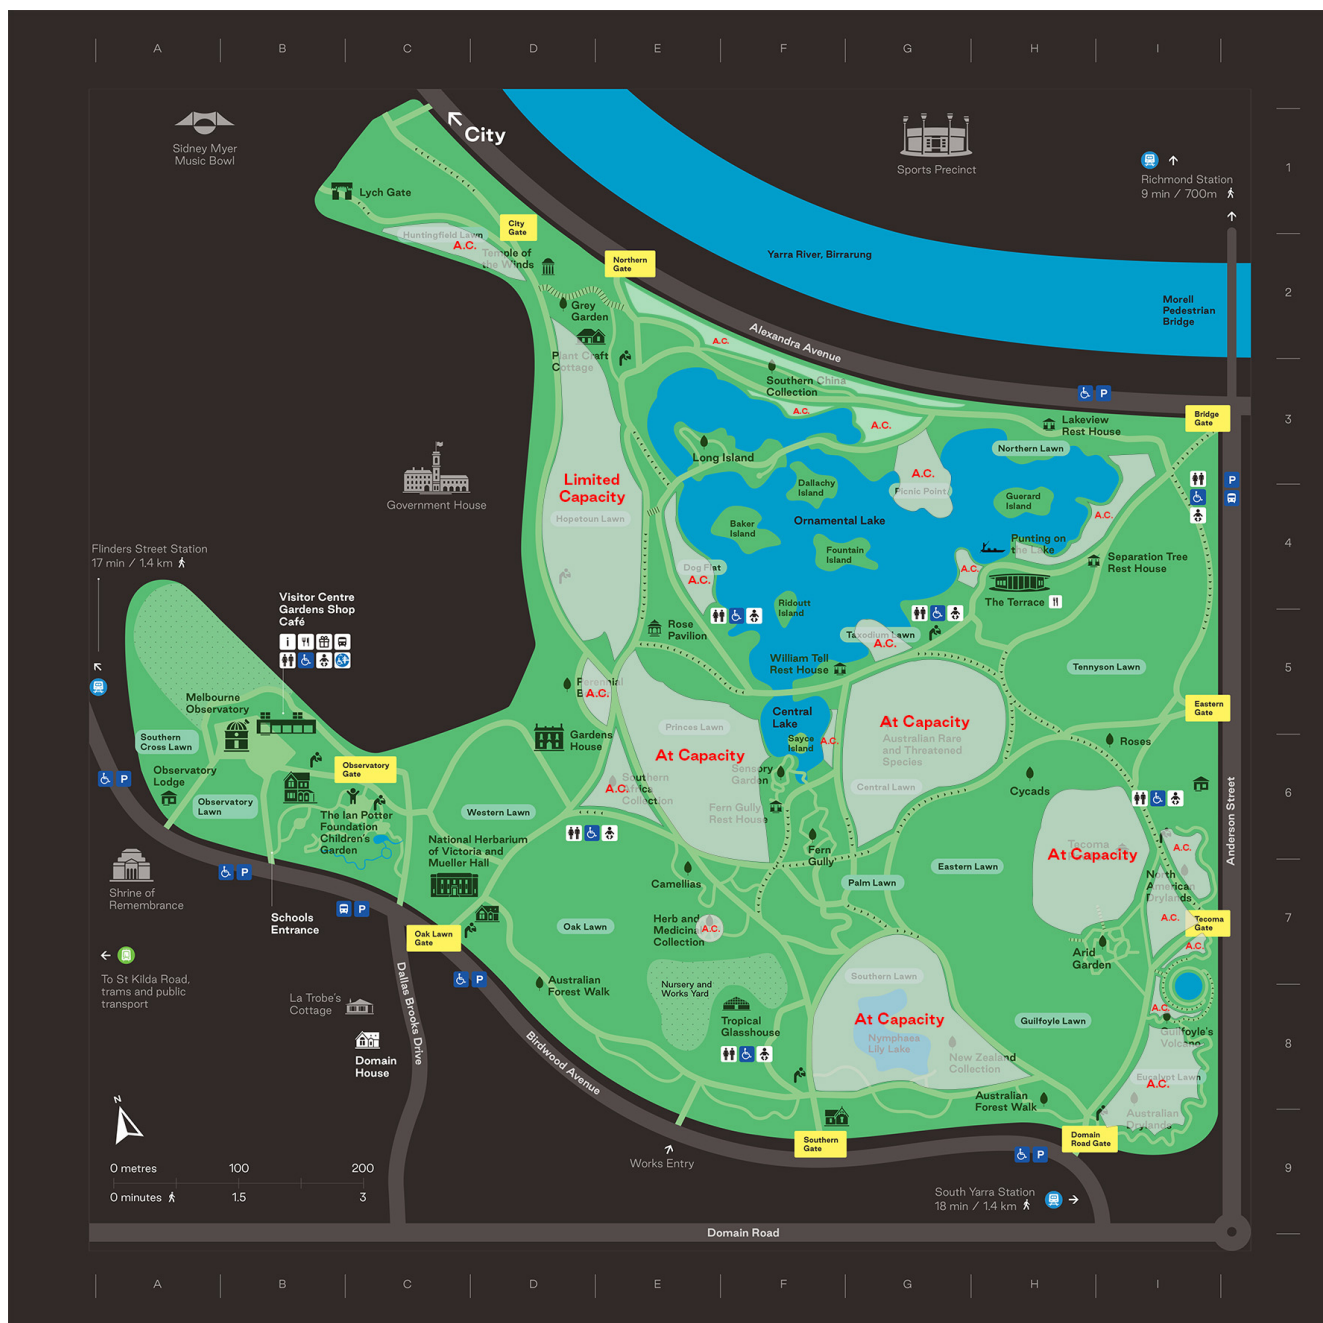 A B C D E F G H I
Sidney Myer
Music Bowl
City
Sports Precinct
Richmond Station
9 min / 700m
1
Lych Gate
City
Gate
Huntingfield Lawn
A.C.
Temple of
the Winds
Northern
Gate
Yarra River, Birrarung
2
Morell
Pedestrian
Bridge
Grey
Garden
Alexandra Avenue
A.C.
Plant Craft
Cottage
Southern China
Collection
P
3
A.C.
A.C.
Lakeview
Rest House
Bridge
Gate
Northern Lawn
Long Island
Government House
Limited
Capacity
Hopetoun Lawn
Dallachy
Island
A.C.
Picnic Point
Guerard
Island
P
A.C.
Baker
Island
Ornamental Lake
Fountain
Island
Punting on
the Lake
4
Separation Tree
Rest House
Flinders Street Station
17 min / 1.4 km
Dog Flat
A.C.
A.C.
The Terrace
Visitor Centre
Gardens Shop
Café
i
Ridoutt
Island
Rose
Pavilion
Taxodium Lawn
A.C.
William Tell
Rest House
5
Tennyson Lawn
Perennial
B
A.C.
Melbourne
Observatory
Eastern
Gate
Central
Lake
Sayce
Island
A.C.
Princes Lawn
At Capacity
At Capacity
Australian Rare
and Threatened
Species
Central Lawn
Southern
Cross Lawn
Gardens
House
Roses
Observatory
Gate
Observatory
Lodge
P
Observatory
Lawn
Southern
Africa
Collection
A.C.
Sensory
Garden
Fern Gully
Rest House
Cycads
6
Western Lawn
The Ian Potter
Foundation
Children's
Garden
National Herbarium
of Victoria and
Mueller Hall
Fern
Gully
Tecoma
At Capacity
A.C.
Anderson Street
Eastern Lawn
P
Shrine of
Remembrance
Camellias
Palm Lawn
North
American
Drylands
Schools
Entrance
P
Oak Lawn
Gate
Oak Lawn
Herb and
Medicinal
Collection
A.C.
7
A.C.
Tecoma
Gate
A.C.
Arid
Garden
To St Kilda Road,
trams and public
transport
P
Australian
Forest Walk
Nursery and
Works Yard
Southern Lawn
La Trobe's
Cottage
Dallas Brooks Drive
Tropical
Glasshouse
At Capacity
Nymphaea
Lily Lake
New Zealand
Collection
Guilfoyle Lawn
A.C.
Guilfoyle's
Volcano
8
Domain
House
Birdwood Avenue
Eucalypt Lawn
A.C.
Australian
Forest Walk
Australian
Drylands
N
Southern
Gate
Domain
Road Gate
P
Works Entry
9
0 metres 100 200
0 minutes 1.5 3
South Yarra Station
18 min / 1.4 km
Domain Road
A B C D E F G H I